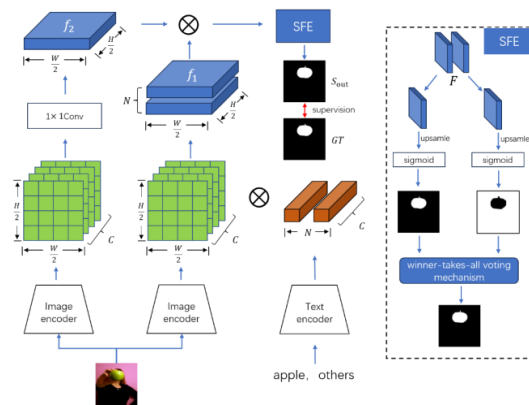 f₂
H/2
W/2
⊗
SFE
SFE
f₁
N
H/2
W/2
S_out
supervision
GT
F
upsamle
upsamle
sigmoid
sigmoid
1× 1Conv
H/2
W/2
C
H/2
W/2
C
⊗
N
C
winner-takes-all voting
mechanism
Image
encoder
Image
encoder
Text
encoder
apple, others